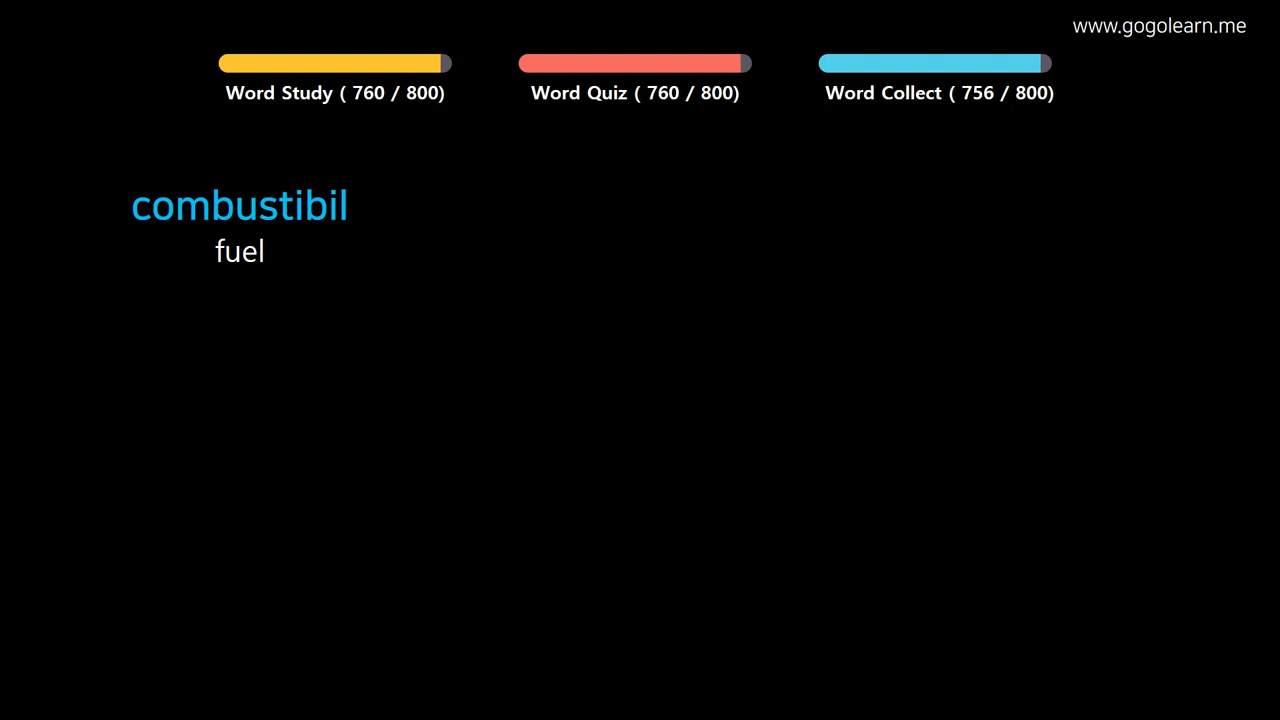 www.gogolearn.me
Word Study ( 760 / 800)
Word Quiz ( 760 / 800)
Word Collect ( 756 / 800)
combustibil
fuel